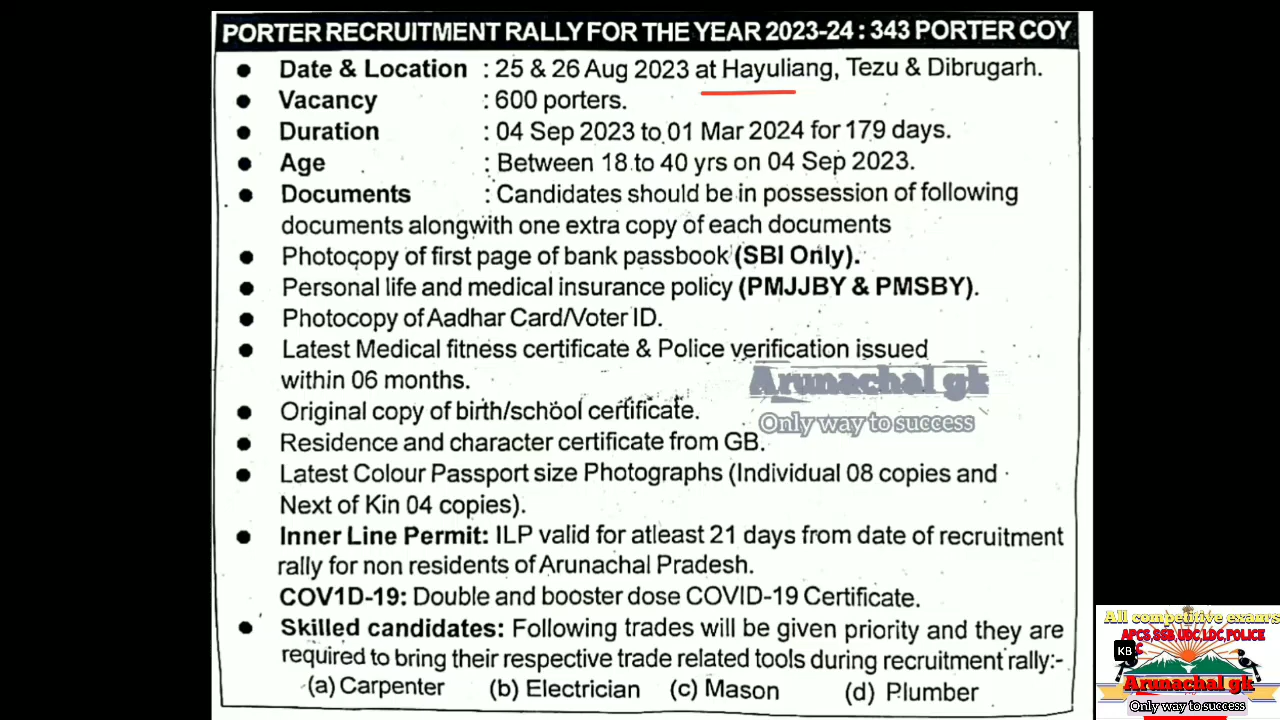 PORTER RECRUITMENT RALLY FOR THE YEAR 2023-24 : 343 PORTER COY
● Date & Location : 25 & 26 Aug 2023 at Hayuliang, Tezu & Dibrugarh.
● Vacancy : 600 porters.
● Duration : 04 Sep 2023 to 01 Mar 2024 for 179 days.
● Age : Between 18 to 40 yrs on 04 Sep 2023.
● Documents : Candidates should be in possession of following
documents alongwith one extra copy of each documents
● Photocopy of first page of bank passbook (SBI Only).
● Personal life and medical insurance policy (PMJJBY & PMSBY).
● Photocopy of Aadhar Card/Voter ID.
● Latest Medical fitness certificate & Police verification issued
within 06 months.
Arunachal gk
● Original copy of birth/school certificate.
Only way to success
● Residence and character certificate from GB.
● Latest Colour Passport size Photographs (Individual 08 copies and
Next of Kin 04 copies).
● Inner Line Permit: ILP valid for atleast 21 days from date of recruitment
rally for non residents of Arunachal Pradesh.
COV1D-19: Double and booster dose COVID-19 Certificate.
● Skilled candidates: Following trades will be given priority and they are
required to bring their respective trade related tools during recruitment rally:-
(a) Carpenter (b) Electrician (c) Mason (d) Plumber
All competitive exams
APCS,SSB UDC,LDC,POLICE
KB
Arunachal gk
Only way to success